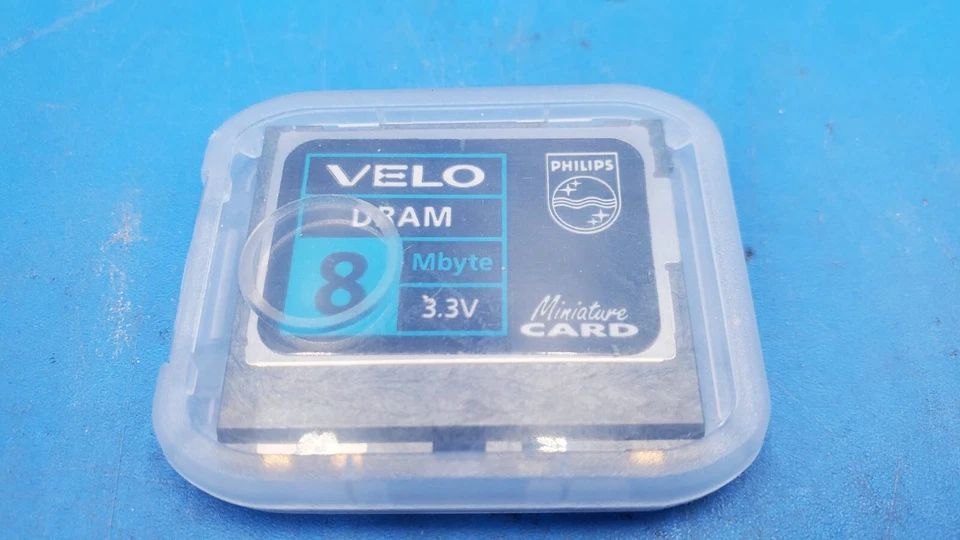 VELO
DRAM
8 Mbyte
3.3V
PHILIPS
Miniature
CARD